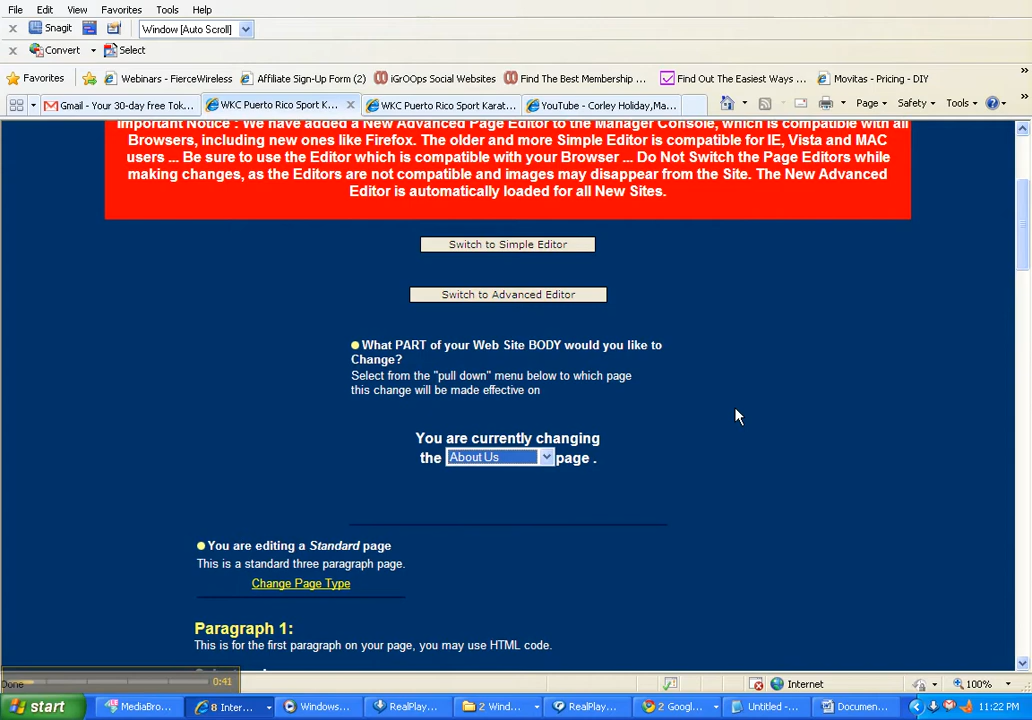 File Edit View Favorites Tools Help
Snagit Window [Auto Scroll]
Convert Select
Favorites Webinars - FierceWireless Affiliate Sign-Up Form (2) iGrOOps Social Websites Find The Best Membership ... Find Out The Easiest Ways ... Movitas - Pricing - DIY
Gmail - Your 30-day free Tok... WKC Puerto Rico Sport K... WKC Puerto Rico Sport Karat... YouTube - Corley Holiday,Ma... Page Safety Tools
Important Notice : We have added a New Advanced Page Editor to the Manager Console, which is compatible with all
Browsers, including new ones like Firefox. The older and more Simple Editor is compatible for IE, Vista and MAC
users ... Be sure to use the Editor which is compatible with your Browser ... Do Not Switch the Page Editors while
making changes, as the Editors are not compatible and images may disappear from the Site. The New Advanced
Editor is automatically loaded for all New Sites.
Switch to Simple Editor
Switch to Advanced Editor
What PART of your Web Site BODY would you like to
Change?
Select from the "pull down" menu below to which page
this change will be made effective on
You are currently changing
the About Us page .
You are editing a Standard page
This is a standard three paragraph page.
Change Page Type
Paragraph 1:
This is for the first paragraph on your page, you may use HTML code.
Done 0:41 Internet 100%
start MediaBro... 8 Inter... Windows... RealPlay... 2 Wind... RealPlay... 2 Googl... Untitled -... Documen... 11:22 PM